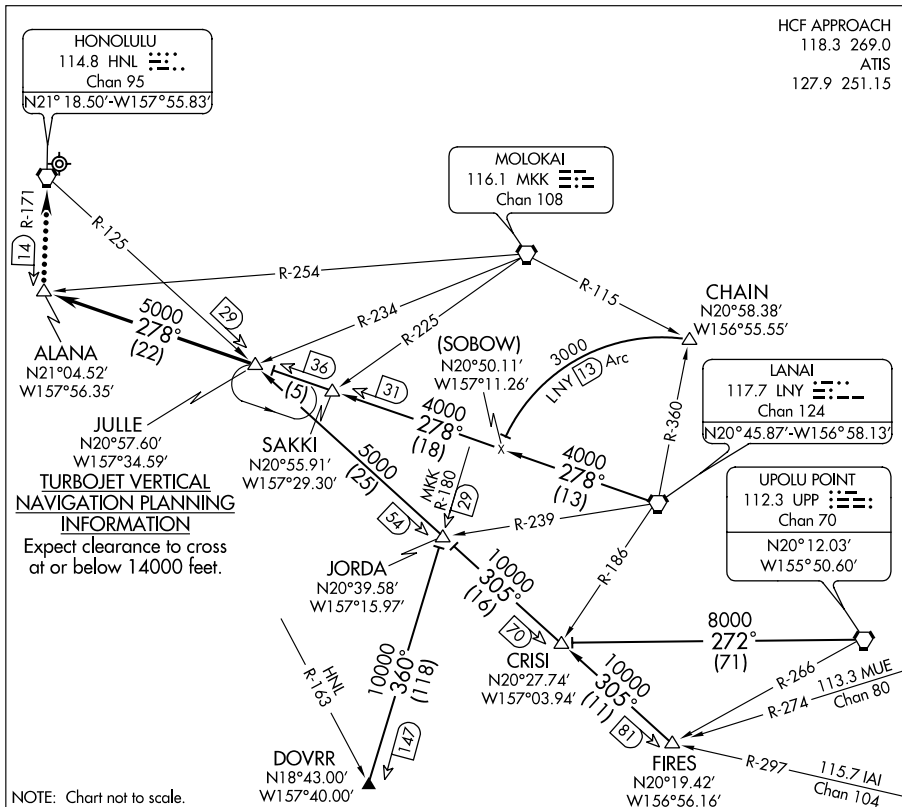 HCF APPROACH
118.3 269.0
ATIS
127.9 251.15
HONOLULU
114.8 HNL
Chan 95
N21° 18.50′-W157°55.83′
MOLOKAI
116.1 MKK
Chan 108
R-171
14
R-125
R-254
R-234
R-225
R-115
CHAIN
N20°58.38′
W156°55.55′
5000
278°
(22)
29
36
(5)
31
(SOBOW)
N20°50.11′
W157°11.26′
3000
LNY 13 Arc
LANAI
117.7 LNY
Chan 124
N20°45.87′-W156°58.13′
ALANA
N21°04.52′
W157°56.35′
JULLE
N20°57.60′
W157°34.59′
SAKKI
N20°55.91′
W157°29.30′
4000
278°
(18)
4000
278°
(13)
R-360
5000
(25)
MKK
R-180
29
R-239
R-186
54
TURBOJET VERTICAL
NAVIGATION PLANNING
INFORMATION
Expect clearance to cross
at or below 14000 feet.
UPOLU POINT
112.3 UPP
Chan 70
N20°12.03′
W155°50.60′
JORDA
N20°39.58′
W157°15.97′
10000
305°
(16)
70
CRISI
N20°27.74′
W157°03.94′
8000
272°
(71)
HNL
R-163
10000
360°
(118)
147
10000
305°
(11)
81
R-266
R-274
113.3 MUE
Chan 80
DOVRR
N18°43.00′
W157°40.00′
FIRES
N20°19.42′
W156°56.16′
R-297
115.7 IAI
Chan 104
NOTE: Chart not to scale.